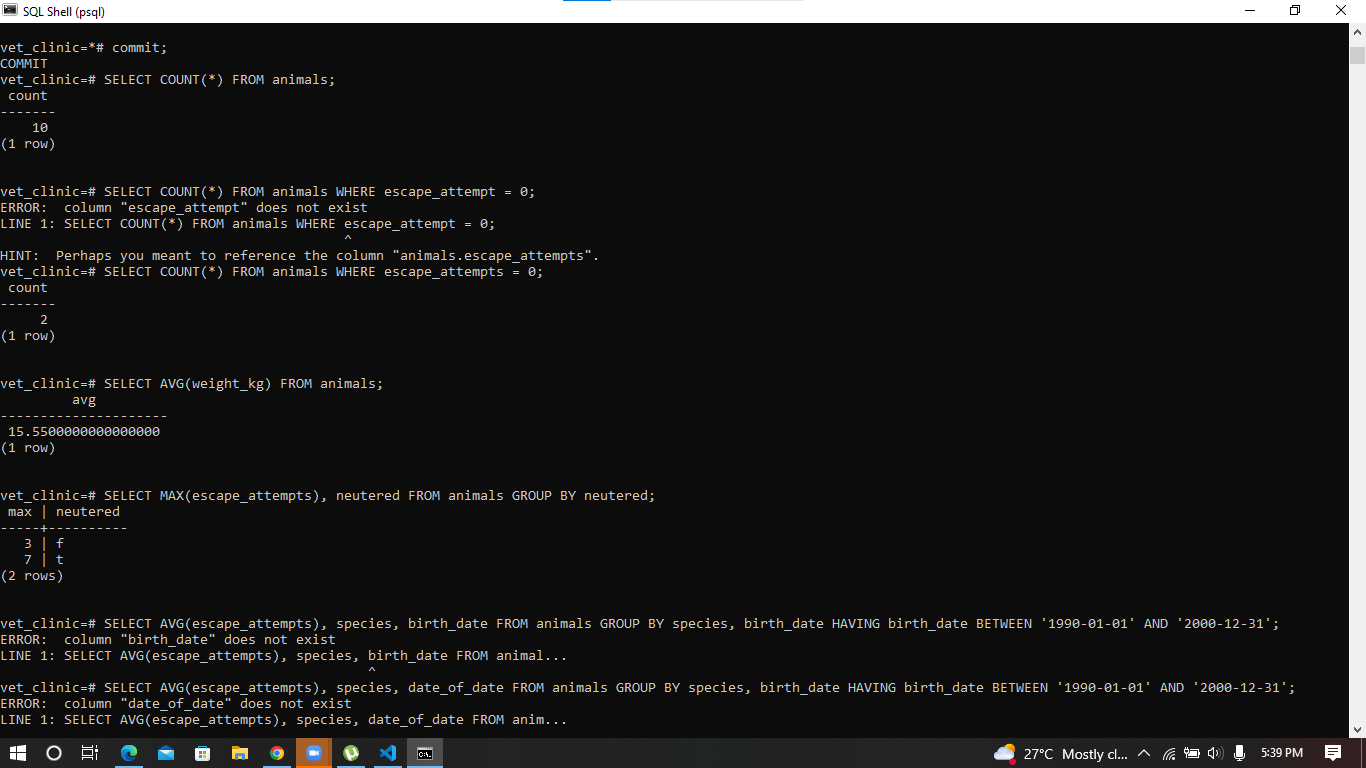 SQL Shell (psql)
vet_clinic=*# commit;
COMMIT
vet_clinic=# SELECT COUNT(*) FROM animals;
 count
-------
    10
(1 row)
vet_clinic=# SELECT COUNT(*) FROM animals WHERE escape_attempt = 0;
ERROR:  column "escape_attempt" does not exist
LINE 1: SELECT COUNT(*) FROM animals WHERE escape_attempt = 0;
                                           ^
HINT:  Perhaps you meant to reference the column "animals.escape_attempts".
vet_clinic=# SELECT COUNT(*) FROM animals WHERE escape_attempts = 0;
 count
-------
     2
(1 row)
vet_clinic=# SELECT AVG(weight_kg) FROM animals;
         avg
---------------------
 15.5500000000000000
(1 row)
vet_clinic=# SELECT MAX(escape_attempts), neutered FROM animals GROUP BY neutered;
 max | neutered
-----+----------
   3 | f
   7 | t
(2 rows)
vet_clinic=# SELECT AVG(escape_attempts), species, birth_date FROM animals GROUP BY species, birth_date HAVING birth_date BETWEEN '1990-01-01' AND '2000-12-31';
ERROR:  column "birth_date" does not exist
LINE 1: SELECT AVG(escape_attempts), species, birth_date FROM animal...
                                              ^
vet_clinic=# SELECT AVG(escape_attempts), species, date_of_date FROM animals GROUP BY species, birth_date HAVING birth_date BETWEEN '1990-01-01' AND '2000-12-31';
ERROR:  column "date_of_date" does not exist
LINE 1: SELECT AVG(escape_attempts), species, date_of_date FROM anim...
27°C Mostly cl... 5:39 PM